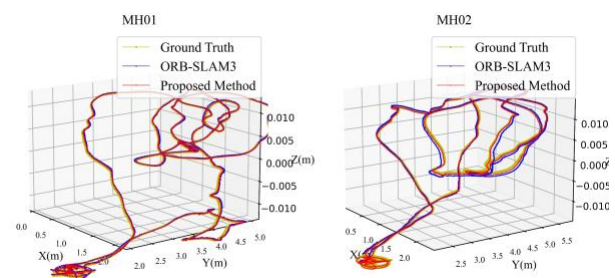 MH01
Ground Truth
ORB-SLAM3
Proposed Method
0.010
0.005
0.000
Z(m)
−0.005
−0.010
0.0
0.5
1.0
1.5
2.0
X(m)
2.0
2.5
3.0
3.5
4.0
4.5
5.0
Y(m)
MH02
Ground Truth
ORB-SLAM3
Proposed Method
0.010
0.005
0.000
−0.005
−0.010
X(m)
2.0
2.5
3.0
3.5
4.0
4.5
5.0
5.5
Y(m)